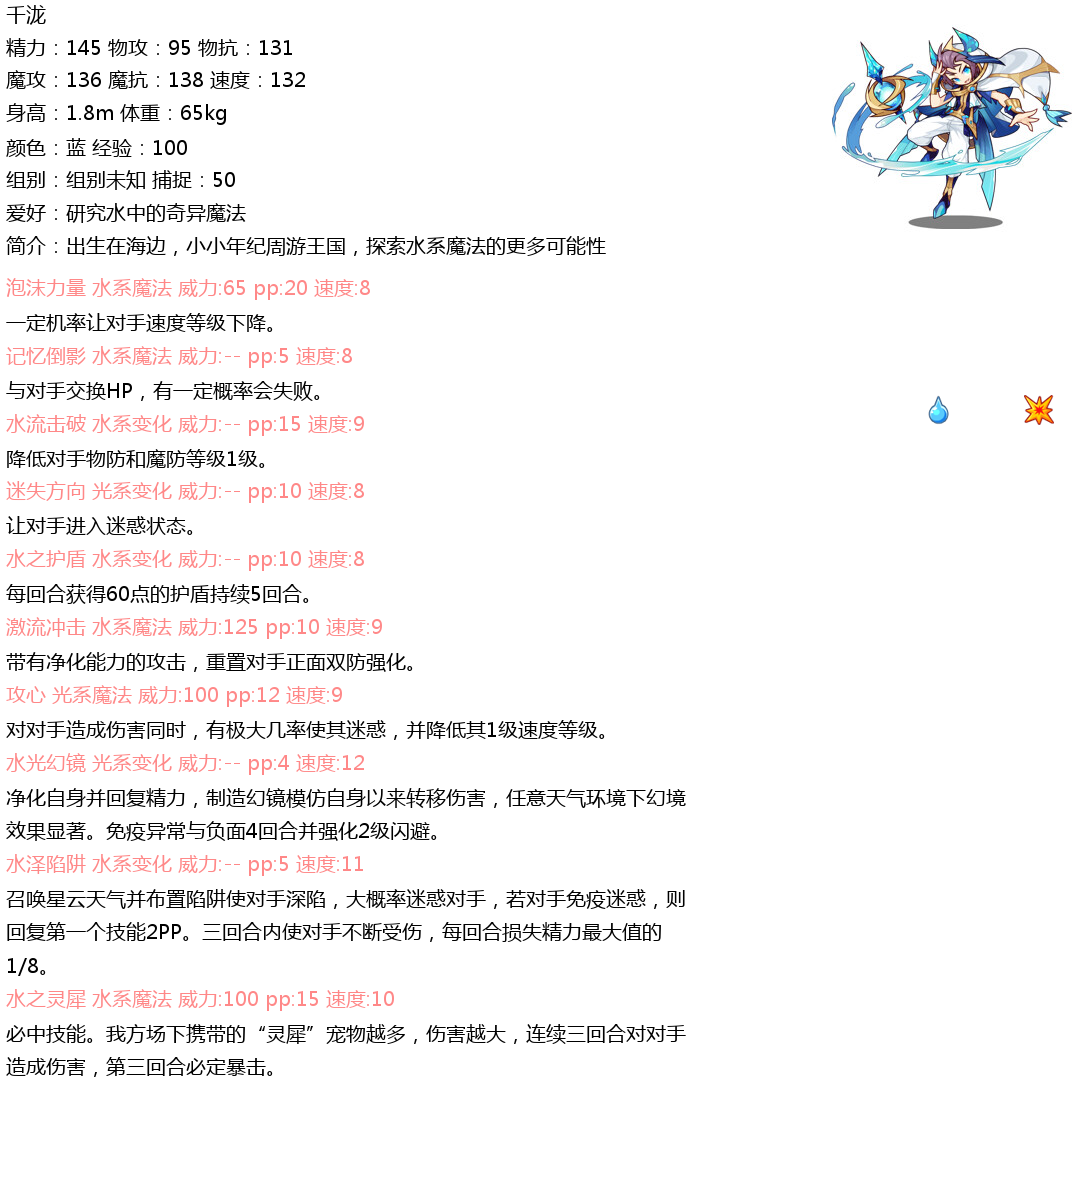 千泷
精力：145 物攻：95 物抗：131
魔攻：136 魔抗：138 速度：132
身高：1.8m 体重：65kg
颜色：蓝 经验：100
组别：组别未知 捕捉：50
爱好：研究水中的奇异魔法
简介：出生在海边，小小年纪周游王国，探索水系魔法的更多可能性
泡沫力量 水系魔法 威力:65 pp:20 速度:8
一定机率让对手速度等级下降。
记忆倒影 水系魔法 威力:-- pp:5 速度:8
与对手交换HP，有一定概率会失败。
水流击破 水系变化 威力:-- pp:15 速度:9
降低对手物防和魔防等级1级。
迷失方向 光系变化 威力:-- pp:10 速度:8
让对手进入迷惑状态。
水之护盾 水系变化 威力:-- pp:10 速度:8
每回合获得60点的护盾持续5回合。
激流冲击 水系魔法 威力:125 pp:10 速度:9
带有净化能力的攻击，重置对手正面双防强化。
攻心 光系魔法 威力:100 pp:12 速度:9
对对手造成伤害同时，有极大几率使其迷惑，并降低其1级速度等级。
水光幻镜 光系变化 威力:-- pp:4 速度:12
净化自身并回复精力，制造幻镜模仿自身以来转移伤害，任意天气环境下幻境
效果显著。免疫异常与负面4回合并强化2级闪避。
水泽陷阱 水系变化 威力:-- pp:5 速度:11
召唤星云天气并布置陷阱使对手深陷，大概率迷惑对手，若对手免疫迷惑，则
回复第一个技能2PP。三回合内使对手不断受伤，每回合损失精力最大值的
1/8。
水之灵犀 水系魔法 威力:100 pp:15 速度:10
必中技能。我方场下携带的“灵犀”宠物越多，伤害越大，连续三回合对对手
造成伤害，第三回合必定暴击。